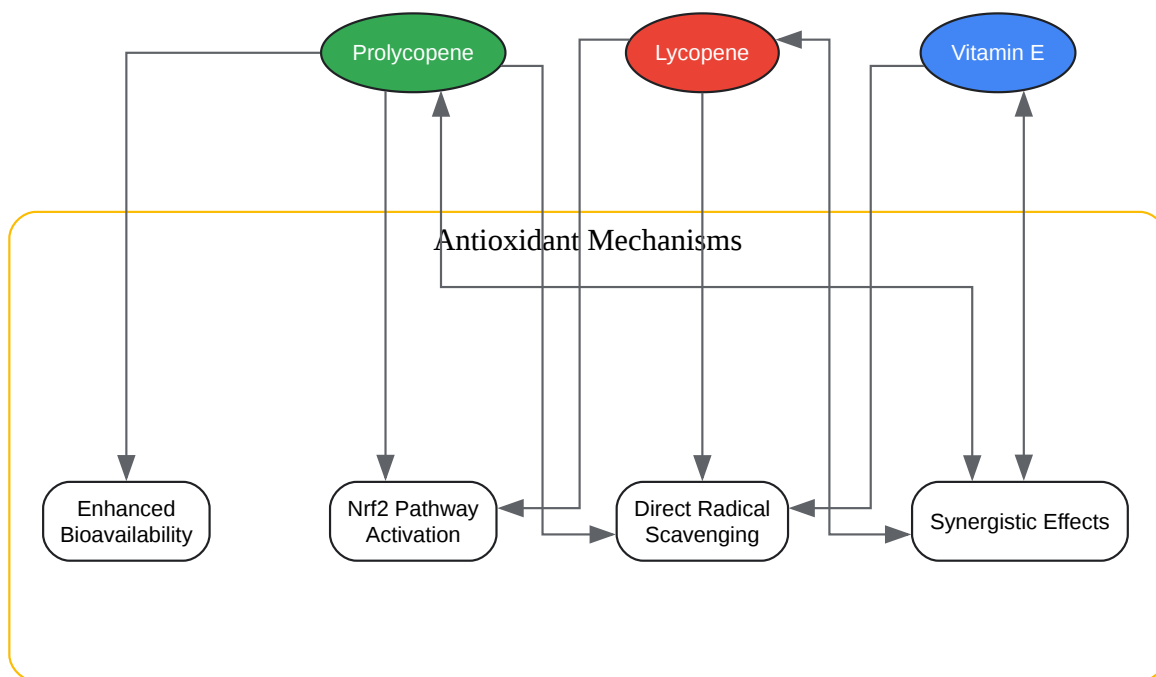 Prolycopene
Lycopene
Vitamin E
Antioxidant Mechanisms
Enhanced
Bioavailability
Nrf2 Pathway
Activation
Direct Radical
Scavenging
Synergistic Effects